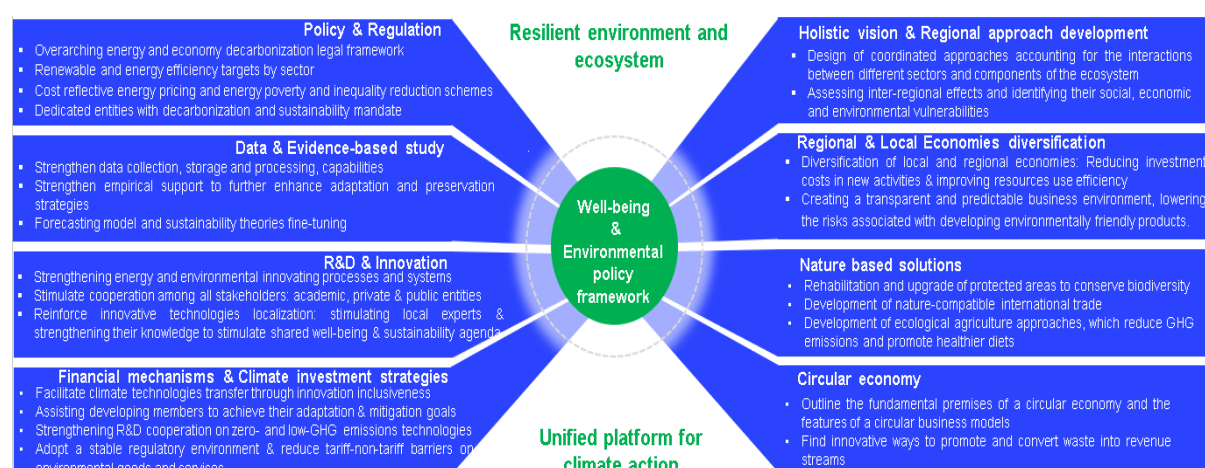 Policy & Regulation
Overarching energy and economy decarbonization legal framework
Renewable and energy efficiency targets by sector
Cost reflective energy pricing and energy poverty and inequality reduction schemes
Dedicated entities with decarbonization and sustainability mandate
Data & Evidence-based study
Strengthen data collection, storage and processing, capabilities
Strengthen empirical support to further enhance adaptation and preservation
strategies
Forecasting model and sustainability theories fine-tuning
R&D & Innovation
Strengthening energy and environmental innovating processes and systems
Stimulate cooperation among all stakeholders: academic, private & public entities
Reinforce innovative technologies localization: stimulating local experts &
strengthening their knowledge to stimulate shared well-being & sustainability agenda
Financial mechanisms & Climate investment strategies
Facilitate climate technologies transfer through innovation inclusiveness
Assisting developing members to achieve their adaptation & mitigation goals
Strengthening R&D cooperation on zero- and low-GHG emissions technologies
Adopt a stable regulatory environment & reduce tariff-non-tariff barriers on
environmental goods and services
Resilient environment and
ecosystem
Well-being
&
Environmental
policy
framework
Unified platform for
climate action
Holistic vision & Regional approach development
Design of coordinated approaches accounting for the interactions
between different sectors and components of the ecosystem
Assessing inter-regional effects and identifying their social, economic
and environmental vulnerabilities
Regional & Local Economies diversification
Diversification of local and regional economies: Reducing investment
costs in new activities & improving resources use efficiency
Creating a transparent and predictable business environment, lowering
the risks associated with developing environmentally friendly products.
Nature based solutions
Rehabilitation and upgrade of protected areas to conserve biodiversity
Development of nature-compatible international trade
Development of ecological agriculture approaches, which reduce GHG
emissions and promote healthier diets
Circular economy
Outline the fundamental premises of a circular economy and the
features of a circular business models
Find innovative ways to promote and convert waste into revenue
streams